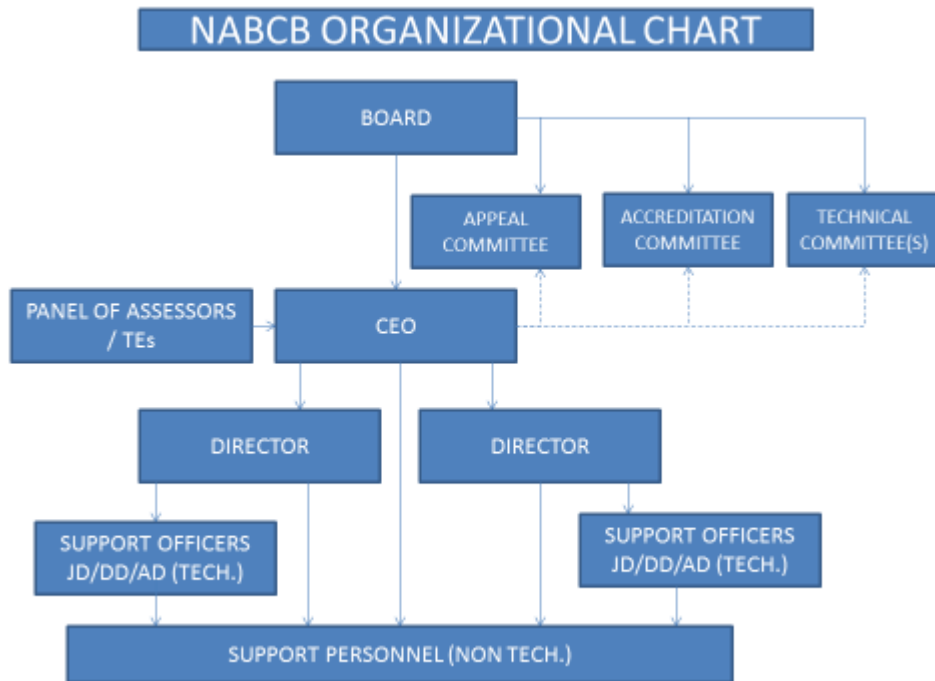 NABCB ORGANIZATIONAL CHART
BOARD
APPEAL
COMMITTEE
ACCREDITATION
COMMITTEE
TECHNICAL
COMMITTEE(S)
PANEL OF ASSESSORS
/ TEs
CEO
DIRECTOR
DIRECTOR
SUPPORT OFFICERS
JD/DD/AD (TECH.)
SUPPORT OFFICERS
JD/DD/AD (TECH.)
SUPPORT PERSONNEL (NON TECH.)